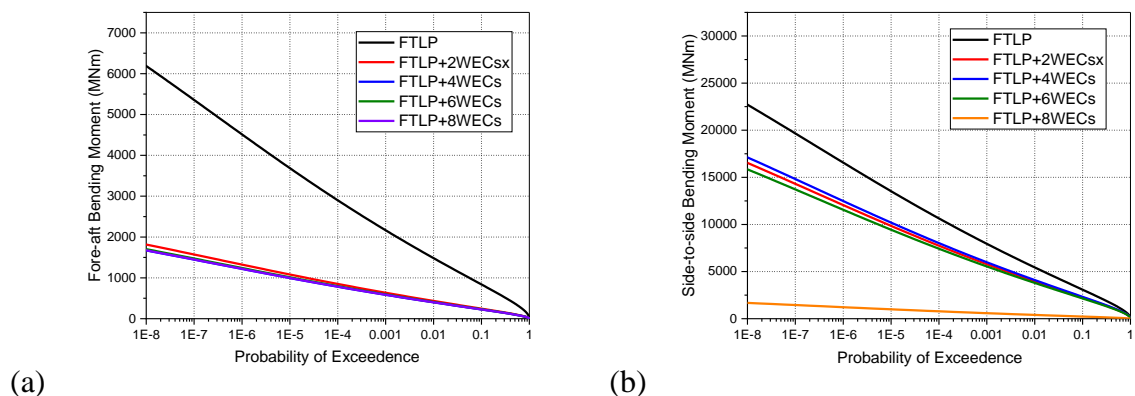 7000
6000
5000
4000
3000
2000
1000
0
Fore-aft Bending Moment (MNm)
FTLP
FTLP+2WECsx
FTLP+4WECs
FTLP+6WECs
FTLP+8WECs
1E-8 1E-7 1E-6 1E-5 1E-4 0.001 0.01 0.1 1
Probability of Exceedence
(a)
30000
25000
20000
15000
10000
5000
0
Side-to-side Bending Moment (MNm)
FTLP
FTLP+2WECsx
FTLP+4WECs
FTLP+6WECs
FTLP+8WECs
1E-8 1E-7 1E-6 1E-5 1E-4 0.001 0.01 0.1 1
Probability of Exceedence
(b)